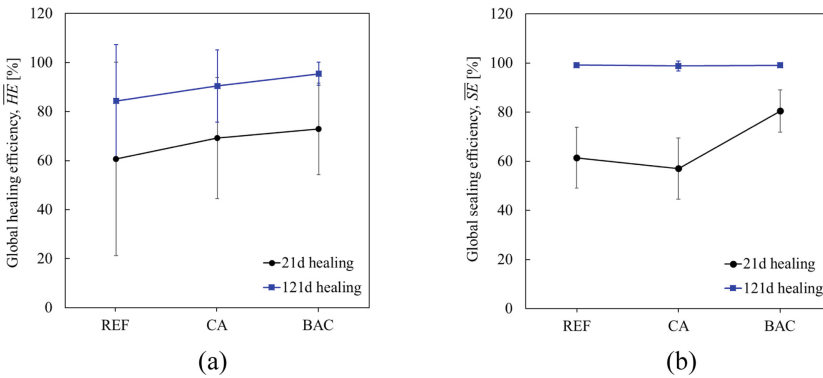 120
100
80
60
40
20
0
Global healing efficiency, HE [%]
21d healing
121d healing
REF CA BAC
(a)
120
100
80
60
40
20
0
Global sealing efficiency, SE [%]
21d healing
121d healing
REF CA BAC
(b)